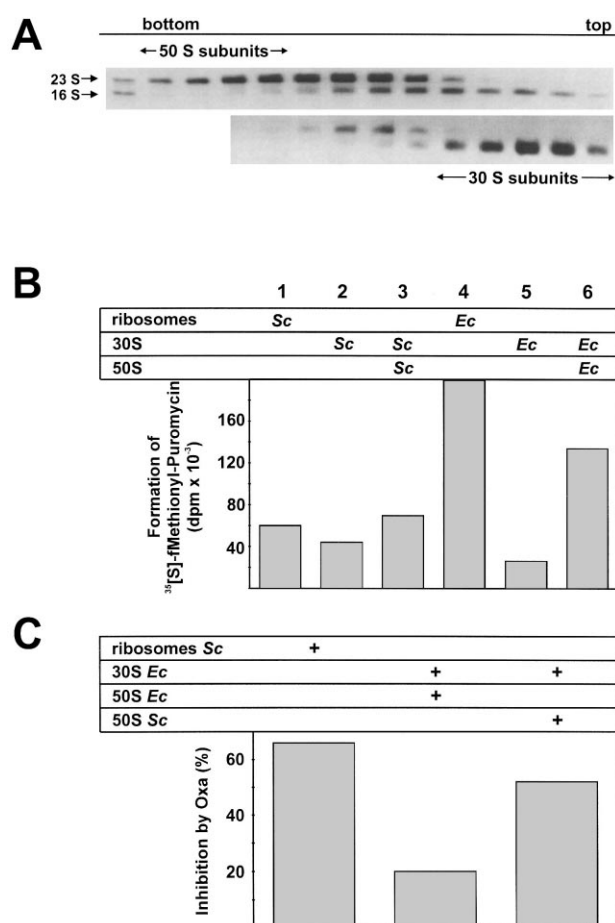 A
bottom top
← 50 S subunits →
23 S→
16 S→
← 30 S subunits →
B
1 2 3 4 5 6
ribosomes Sc Ec
30S Sc Sc Ec Ec
50S Sc Ec
Formation of
³⁵[S]-fMethionyl-Puromycin
(dpm x 10⁻³)
160
120
80
40
C
ribosomes Sc +
30S Ec + +
50S Ec +
50S Sc +
Inhibition by Oxa (%)
60
40
20